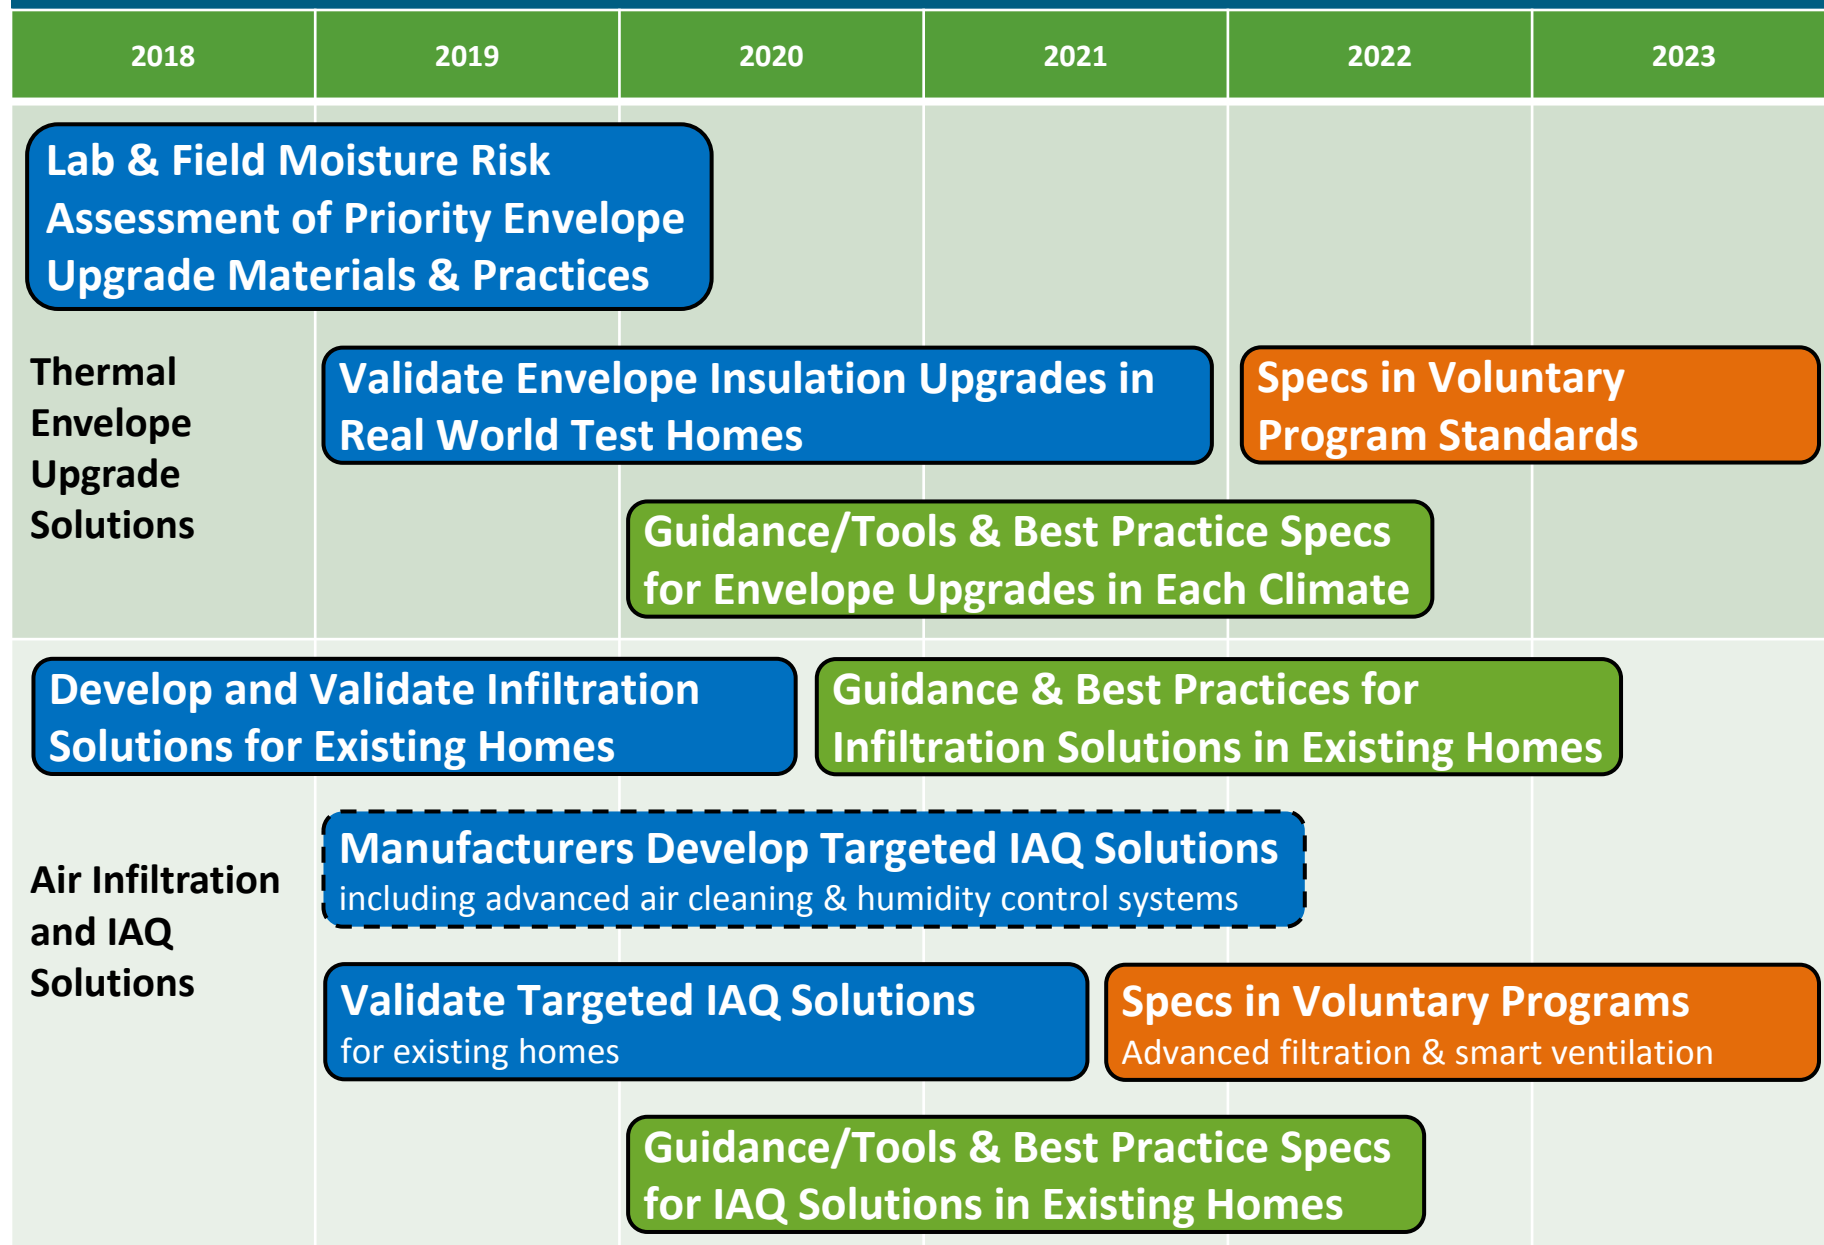 2018 2019 2020 2021 2022 2023
Lab & Field Moisture Risk
Assessment of Priority Envelope
Upgrade Materials & Practices
Thermal
Envelope
Upgrade
Solutions
Validate Envelope Insulation Upgrades in
Real World Test Homes
Specs in Voluntary
Program Standards
Guidance/Tools & Best Practice Specs
for Envelope Upgrades in Each Climate
Develop and Validate Infiltration
Solutions for Existing Homes
Guidance & Best Practices for
Infiltration Solutions in Existing Homes
Air Infiltration
and IAQ
Solutions
Manufacturers Develop Targeted IAQ Solutions
including advanced air cleaning & humidity control systems
Validate Targeted IAQ Solutions
for existing homes
Specs in Voluntary Programs
Advanced filtration & smart ventilation
Guidance/Tools & Best Practice Specs
for IAQ Solutions in Existing Homes